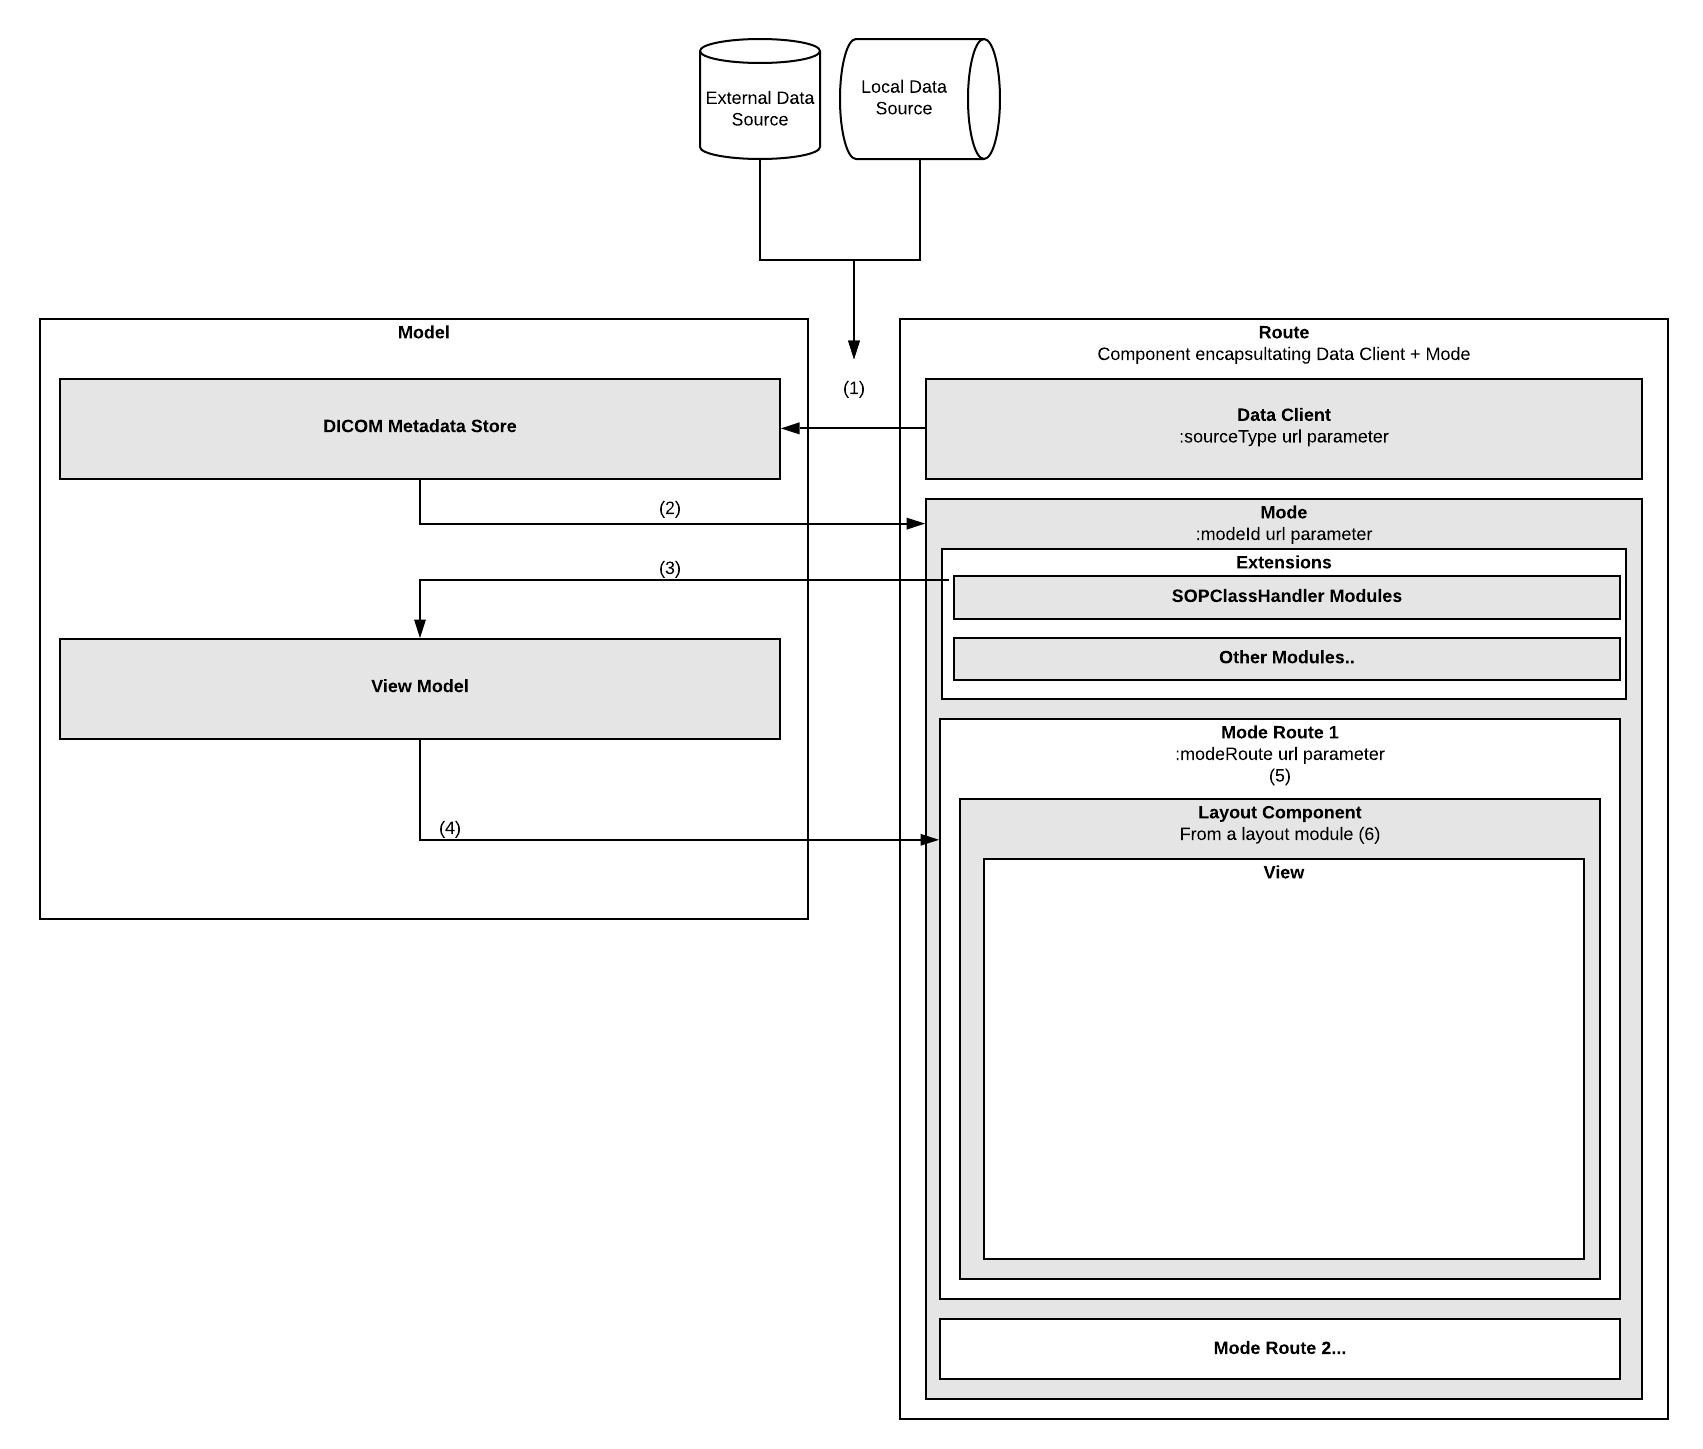 External Data
Source
Local Data
Source
Model
Route
Component encapsultating Data Client + Mode
(1)
DICOM Metadata Store
Data Client
:sourceType url parameter
(2)
Mode
:modeId url parameter
(3)
Extensions
SOPClassHandler Modules
Other Modules..
View Model
Mode Route 1
:modeRoute url parameter
(5)
(4)
Layout Component
From a layout module (6)
View
Mode Route 2...